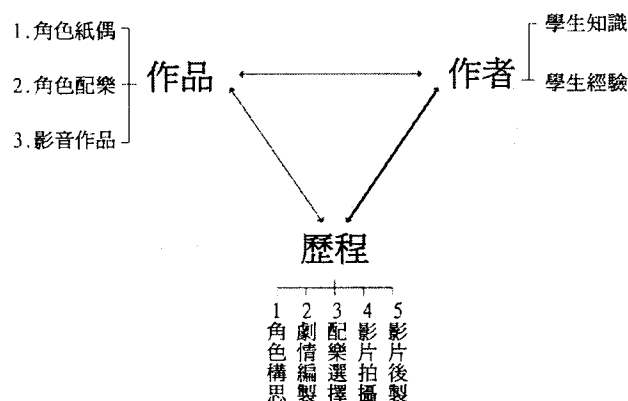 1.角色紙偶
2.角色配樂
3.影音作品
作品
作者
學生知識
學生經驗
歷程
1角色構思
2劇情編製
3配樂選擇
4影片拍攝
5影片後製